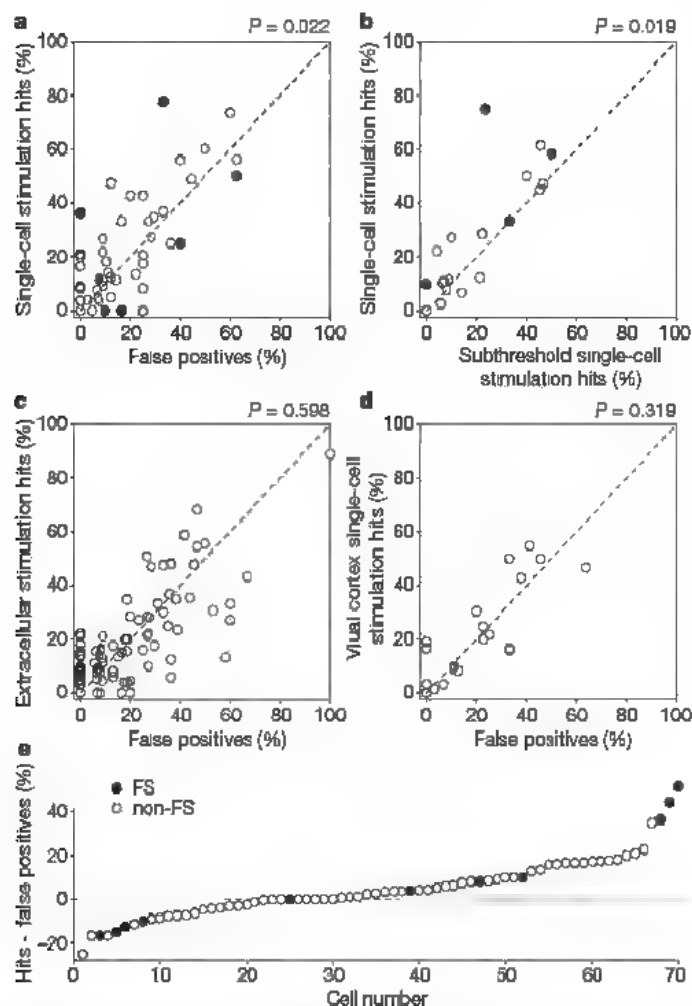 a
P = 0.022
Single-cell stimulation hits (%)
100
80
60
40
20
0
0 20 40 60 80 100
False positives (%)
b
P = 0.019
Single-cell stimulation hits (%)
100
80
60
40
20
0
0 20 40 60 80 100
Subthreshold single-cell
stimulation hits (%)
c
P = 0.598
Extracellular stimulation hits (%)
100
80
60
40
20
0
0 20 40 60 80 100
False positives (%)
d
P = 0.319
Viual cortex single-cell
stimulation hits (%)
100
80
60
40
20
0
0 20 40 60 80 100
False positives (%)
e
Hits - false positives (%)
FS
non-FS
40
20
0
-20
0 10 20 30 40 50 60 70
Cell number